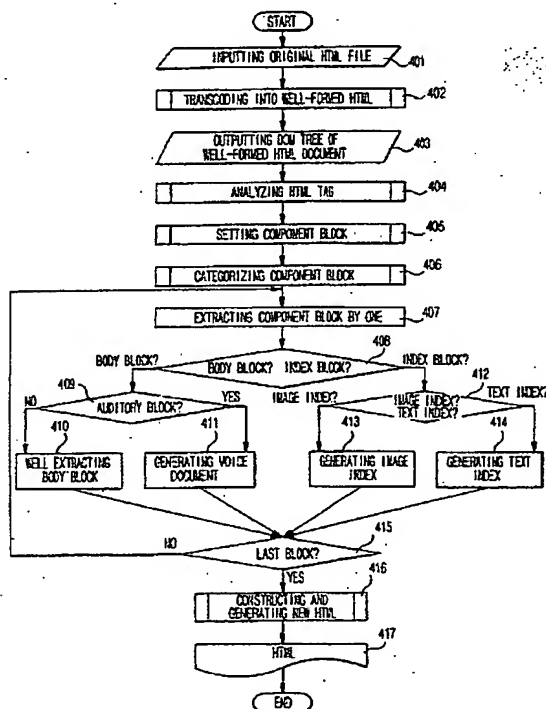 START
INPUTTING ORIGINAL HTML FILE
401
TRANSCODING INTO WELL-FORMED HTML
402
OUTPUTTING DOM TREE OF
WELL-FORMED HTML DOCUMENT
403
ANALYZING HTML TAG
404
SETTING COMPONENT BLOCK
405
CATEGORIZING COMPONENT BLOCK
406
EXTRACTING COMPONENT BLOCK BY ONE
407
408
BODY BLOCK?
BODY BLOCK? INDEX BLOCK?
INDEX BLOCK?
409
NO
AUDITORY BLOCK?
YES
IMAGE INDEX?
IMAGE INDEX?
TEXT INDEX?
412
TEXT INDEX?
410
WELL EXTRACTING
BODY BLOCK
411
GENERATING VOICE
DOCUMENT
413
GENERATING IMAGE
INDEX
414
GENERATING TEXT
INDEX
NO
LAST BLOCK?
415
YES
416
CONSTRUCTING AND
GENERATING NEW HTML
HTML
417
END